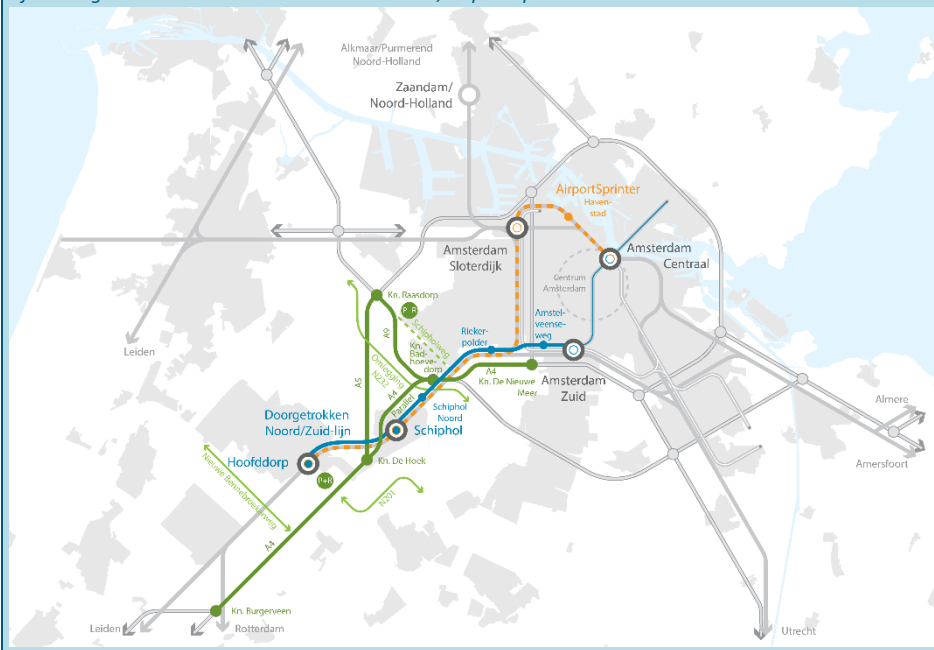 Alkmaar/Purmerend
Noord-Holland
Zaandam/
Noord-Holland
AirportSprinter
Haven-
stad
Amsterdam
Sloterdijk
Amsterdam
Centraal
Centrum
Amsterdam
Kn. Raasdorp
P+R
Schipholweg
A9
Kn.
Bad-
hoeve-
dorp
Omlegging
N232
Rieker-
polder
Amstel-
veense-
weg
Leiden
A5
A4
Parallel
A4
Kn. De Nieuwe
Meer
Amsterdam
Zuid
Schiphol
Noord
Schiphol
Doorgetrokken
Noord/Zuid-lijn
Hoofddorp
P+R
Kn. De Hoek
N201
Nieuwe Bennebroekerweg
A4
Almere
Amersfoort
Kn. Burgerveen
Leiden
Rotterdam
Utrecht